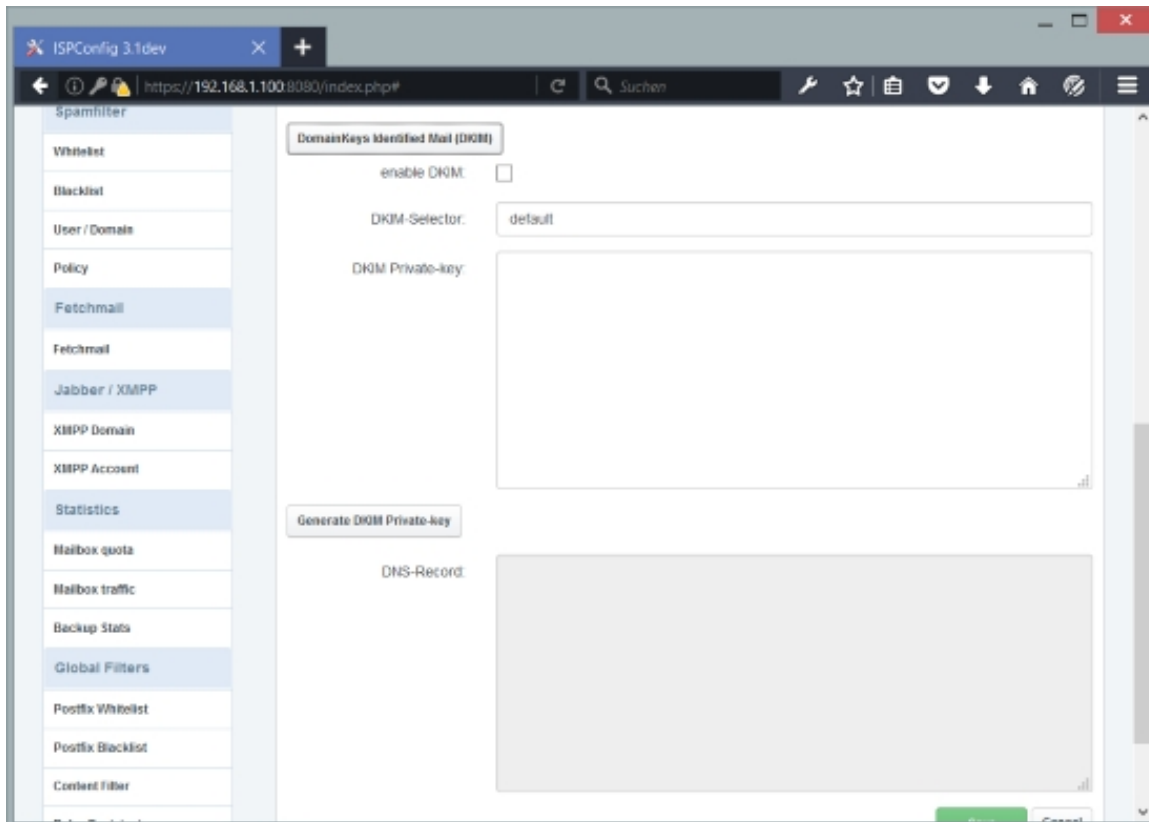 ISPConfig 3.1dev
https://192.168.1.100:8080/index.php#
Suchen
Spamfilter
Whitelist
Blacklist
User / Domain
Policy
Fetchmail
Fetchmail
Jabber / XMPP
XMPP Domain
XMPP Account
Statistics
Mailbox quota
Mailbox traffic
Backup Stats
Global Filters
Postfix Whitelist
Postfix Blacklist
Content Filter
DomainKeys Identified Mail (DKIM)
enable DKIM:
DKIM-Selector: default
DKIM Private-key:
Generate DKIM Private-key
DNS-Record:
Save Cancel